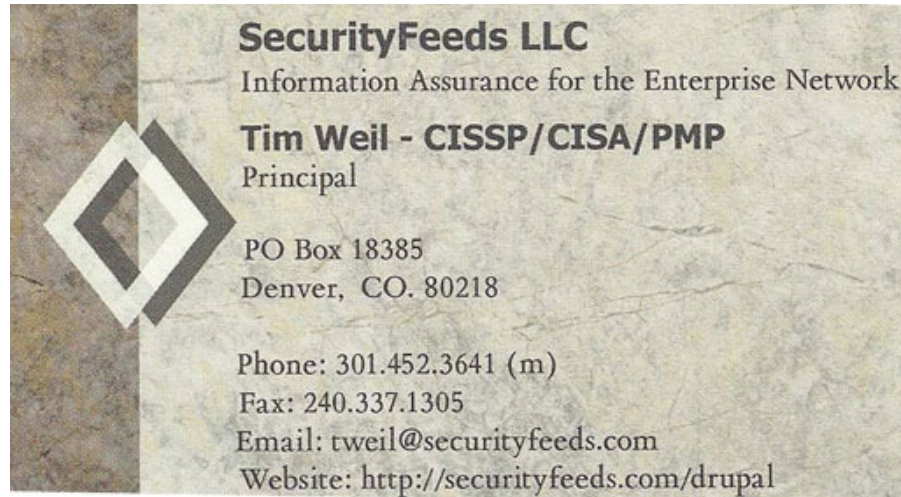 SecurityFeeds LLC
Information Assurance for the Enterprise Network
Tim Weil - CISSP/CISA/PMP
Principal
PO Box 18385
Denver, CO. 80218
Phone: 301.452.3641 (m)
Fax: 240.337.1305
Email: tweil@securityfeeds.com
Website: http://securityfeeds.com/drupal